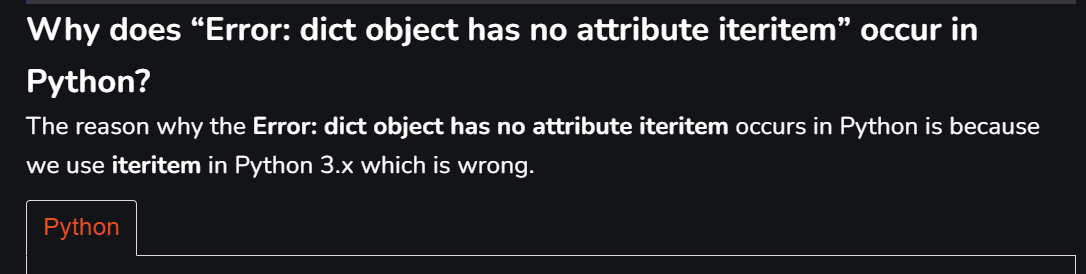 Why does “Error: dict object has no attribute iteritem” occur in
Python?
The reason why the Error: dict object has no attribute iteritem occurs in Python is because
we use iteritem in Python 3.x which is wrong.
Python